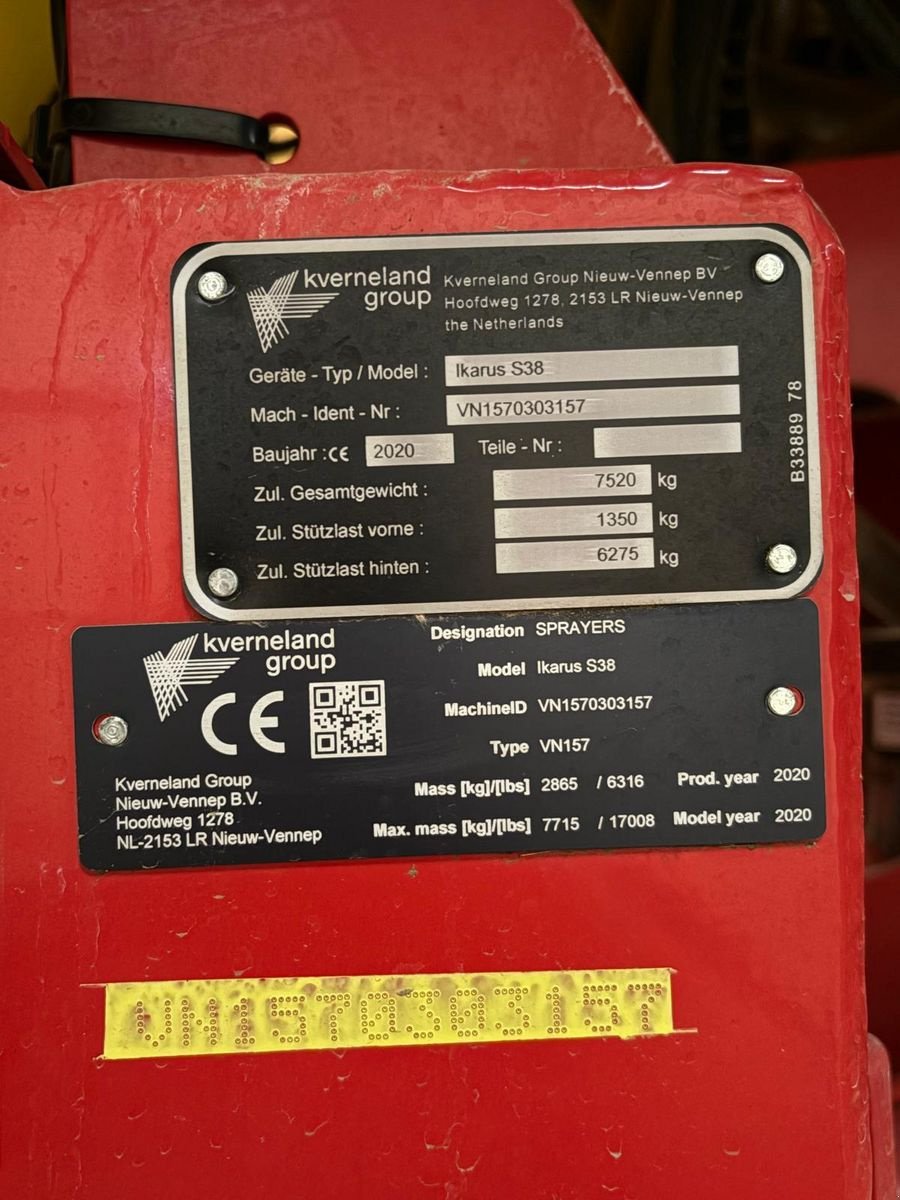 kverneland
group
Kverneland Group Nieuw-Vennep BV
Hoofdweg 1278, 2153 LR Nieuw-Vennep
the Netherlands
Geräte - Typ / Model : Ikarus S38
Mach - Ident - Nr : VN1570303157
Baujahr : CE 2020 Teile - Nr :
Zul. Gesamtgewicht : 7520 kg
Zul. Stützlast vorne : 1350 kg
Zul. Stützlast hinten : 6275 kg
B33889 78
kverneland
group
CE
Kverneland Group
Nieuw-Vennep B.V.
Hoofdweg 1278
NL-2153 LR Nieuw-Vennep
Designation SPRAYERS
Model Ikarus S38
MachineID VN1570303157
Type VN157
Mass [kg]/[lbs] 2865 / 6316 Prod. year 2020
Max. mass [kg]/[lbs] 7715 / 17008 Model year 2020
VN1570303157